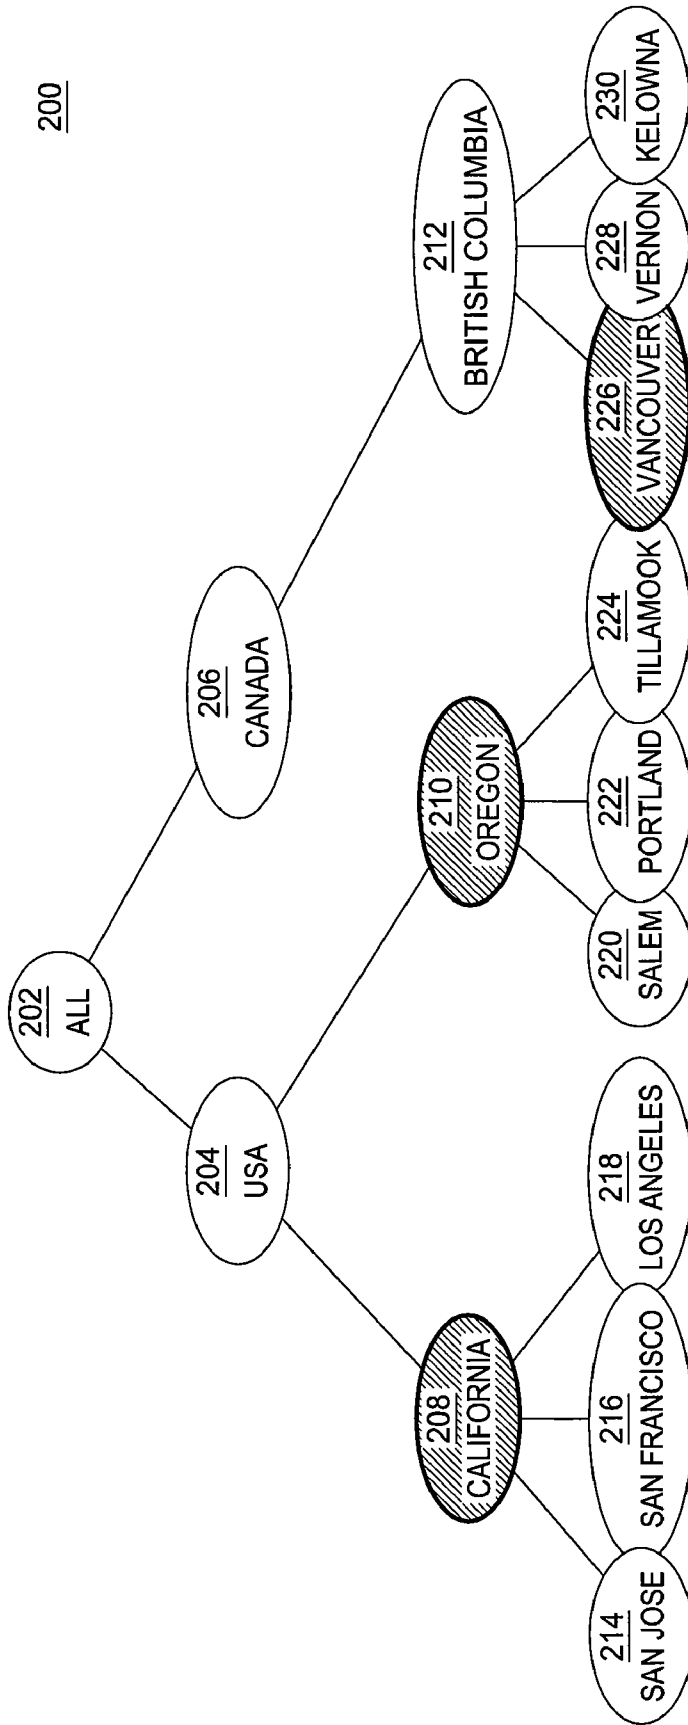 200
202
ALL
204
USA
206
CANADA
208
CALIFORNIA
210
OREGON
212
BRITISH COLUMBIA
214
SAN JOSE
216
SAN FRANCISCO
218
LOS ANGELES
220
SALEM
222
PORTLAND
224
TILLAMOOK
226
VANCOUVER
228
VERNON
230
KELOWNA